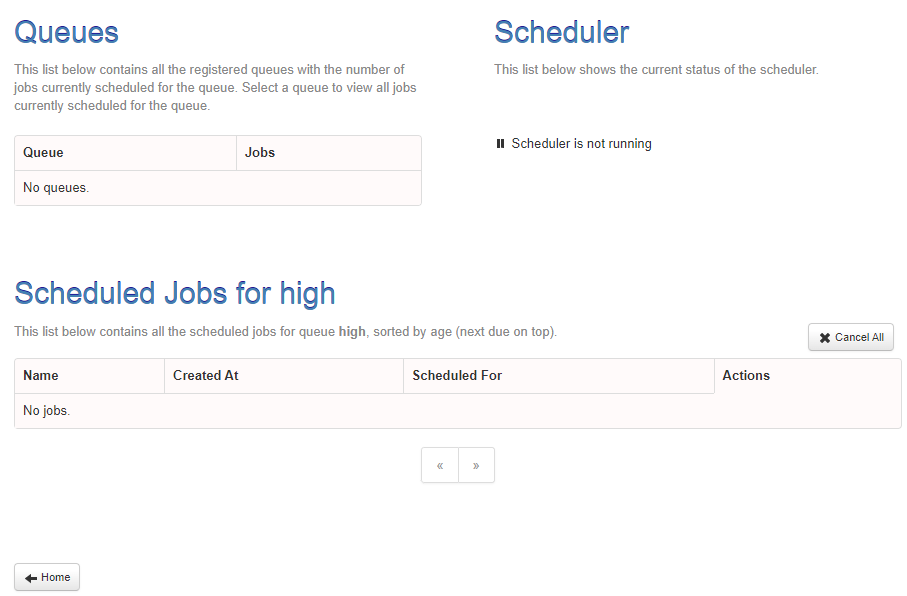 Queues
This list below contains all the registered queues with the number of
jobs currently scheduled for the queue. Select a queue to view all jobs
currently scheduled for the queue.
Queue Jobs
No queues.
Scheduler
This list below shows the current status of the scheduler.
Scheduler is not running
Scheduled Jobs for high
This list below contains all the scheduled jobs for queue high, sorted by age (next due on top).
Cancel All
Name Created At Scheduled For Actions
No jobs.
« »
Home